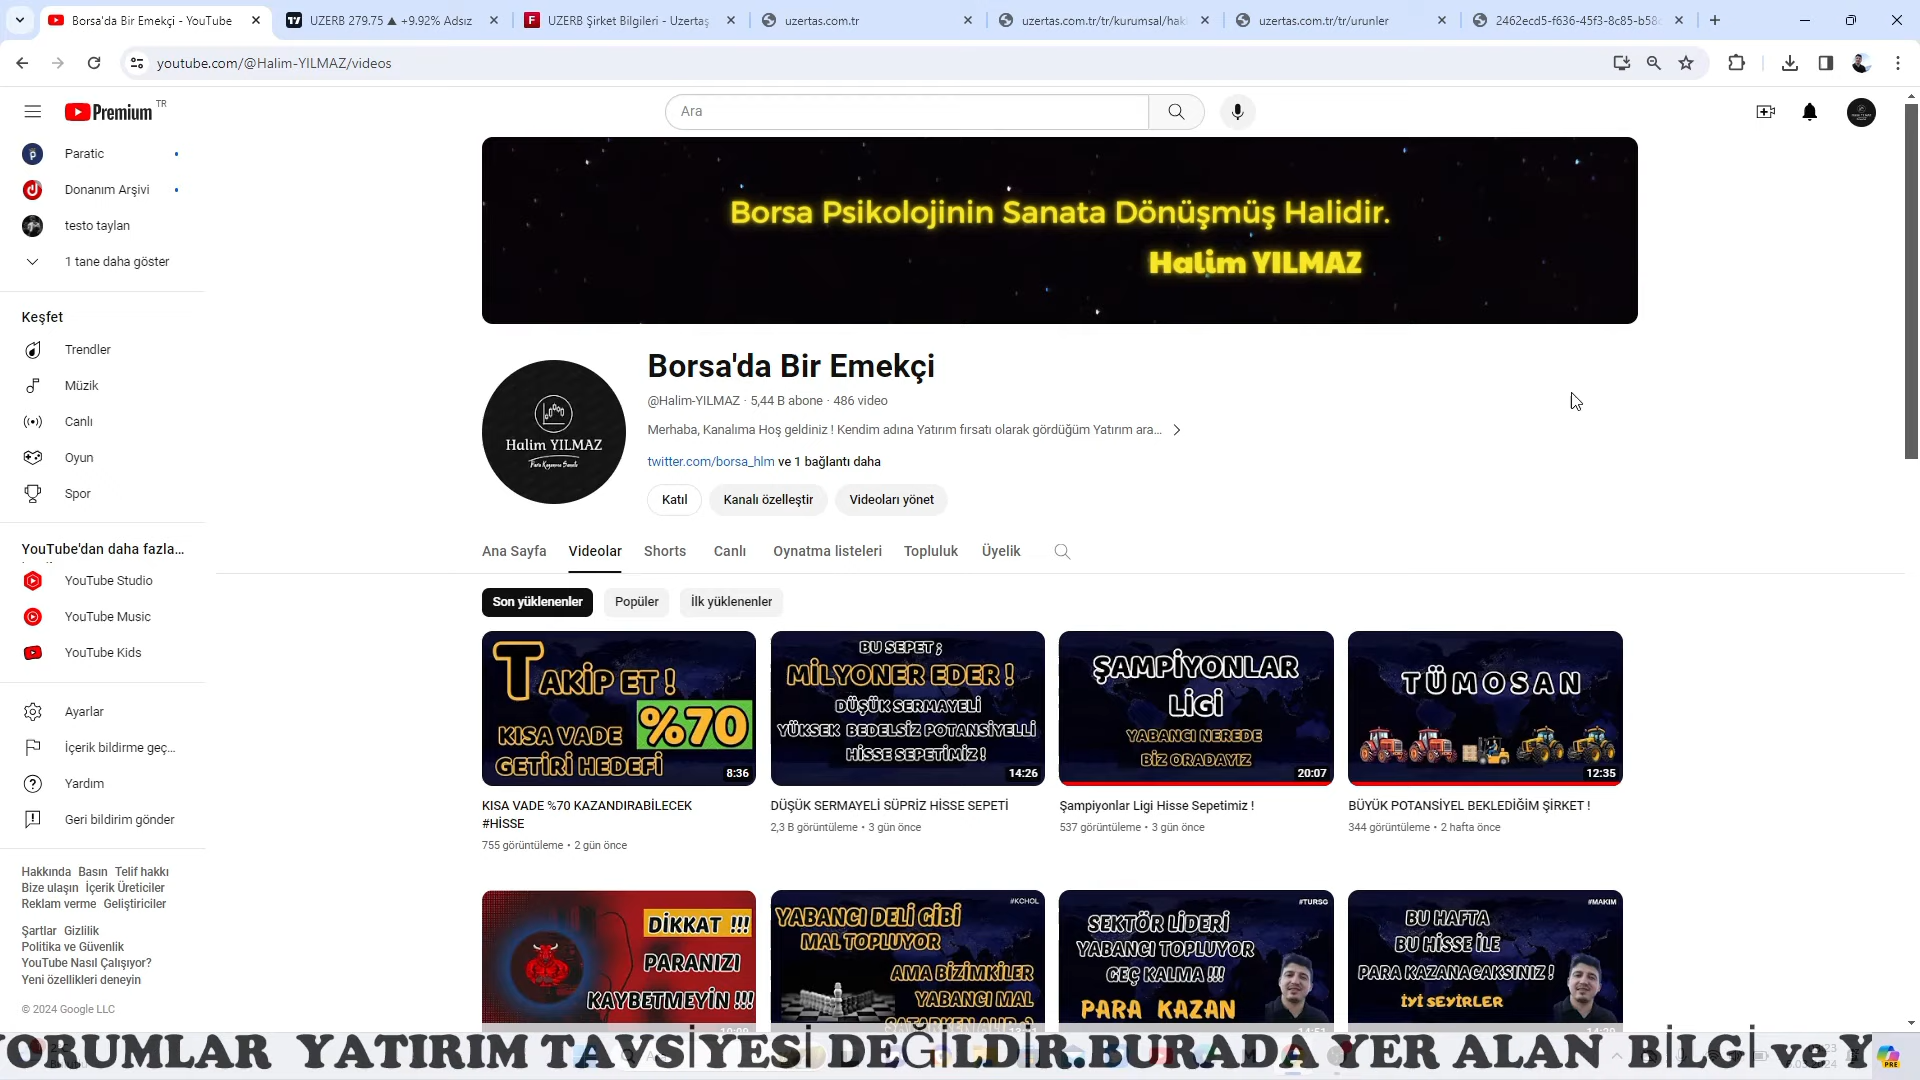 Borsa'da Bir Emekçi - YouTube
UZERB 279.75 ▲ +9.92% Adsız
UZERB Şirket Bilgileri - Uzertaş
uzertas.com.tr
uzertas.com.tr/tr/kurumsal/hak
uzertas.com.tr/tr/urunler
2462ecd5-f636-45f3-8c85-b58
youtube.com/@Halim-YILMAZ/videos
Premium TR
Ara
Paratic
Donanım Arşivi
testo taylan
1 tane daha göster
Keşfet
Trendler
Müzik
Canlı
Oyun
Spor
YouTube'dan daha fazla...
YouTube Studio
YouTube Music
YouTube Kids
Ayarlar
İçerik bildirme geç...
Yardım
Geri bildirim gönder
Hakkında Basın Telif hakkı
Bize ulaşın İçerik Üreticiler
Reklam verme Geliştiriciler
Şartlar Gizlilik
Politika ve Güvenlik
YouTube Nasıl Çalışıyor?
Yeni özellikleri deneyin
© 2024 Google LLC
Borsa Psikolojinin Sanata Dönüşmüş Halidir.
Halim YILMAZ
Halim YILMAZ
Para Kazanma Sanatı
Borsa'da Bir Emekçi
@Halim-YILMAZ · 5,44 B abone · 486 video
Merhaba, Kanalıma Hoş geldiniz ! Kendim adına Yatırım fırsatı olarak gördüğüm Yatırım ara...
twitter.com/borsa_hlm ve 1 bağlantı daha
Katıl
Kanalı özelleştir
Videoları yönet
Ana Sayfa
Videolar
Shorts
Canlı
Oynatma listeleri
Topluluk
Üyelik
Son yüklenenler
Popüler
İlk yüklenenler
TAKİP ET !
KISA VADE %70
GETİRİ HEDEFİ
8:36
KISA VADE %70 KAZANDIRABİLECEK
#HİSSE
755 görüntüleme • 2 gün önce
BU SEPET ;
MİLYONER EDER !
DÜŞÜK SERMAYELİ
YÜKSEK BEDELSİZ POTANSİYELLİ
HİSSE SEPETİMİZ !
14:26
DÜŞÜK SERMAYELİ SÜPRİZ HİSSE SEPETİ
2,3 B görüntüleme • 3 gün önce
ŞAMPİYONLAR
LİGİ
YABANCI NEREDE
BİZ ORADAYIZ
20:07
Şampiyonlar Ligi Hisse Sepetimiz !
537 görüntüleme • 3 gün önce
TÜMOSAN
12:35
BÜYÜK POTANSİYEL BEKLEDİĞİM ŞİRKET !
344 görüntüleme • 2 hafta önce
DİKKAT !!!
PARANIZI
KAYBETMEYİN !!!
#KCHOL
YABANCI DELİ GİBİ
MAL TOPLUYOR
AMA BİZİMKİLER
YABANCI MAL
SATARKEN ALIR ?
#TURSG
SEKTÖR LİDERİ
YABANCI TOPLUYOR
GEÇ KALMA !!!
PARA KAZAN
#MAKIM
BU HAFTA
BU HİSSE İLE
PARA KAZANACAKSINIZ !
İYİ SEYİRLER
YORUMLAR YATIRIM TAVSİYESİ DEĞİLDİR.BURADA YER ALAN BİLGİ ve Y